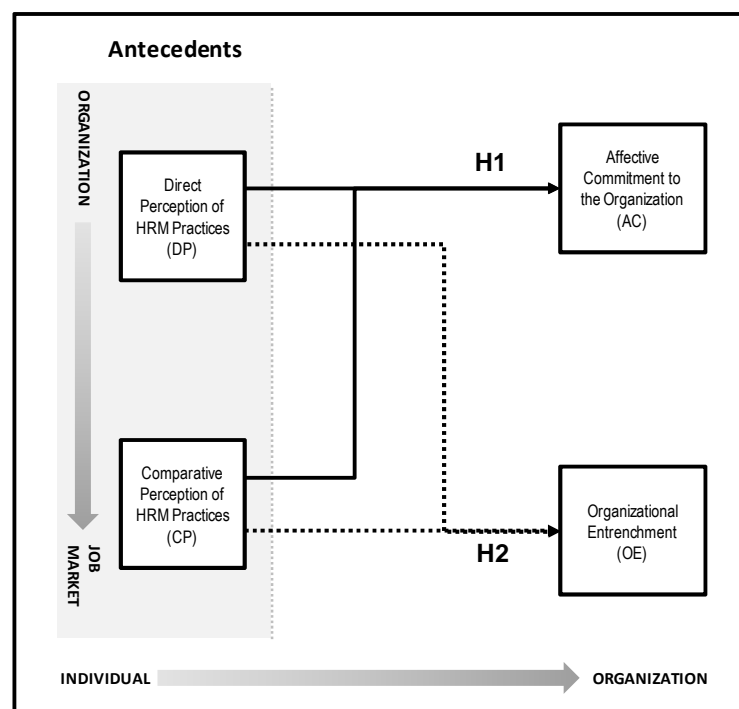 Antecedents
ORGANIZATION
Direct
Perception of
HRM Practices
(DP)
H1
Affective
Commitment to
the Organization
(AC)
Comparative
Perception of
HRM Practices
(CP)
H2
Organizational
Entrenchment
(OE)
JOB
MARKET
INDIVIDUAL
ORGANIZATION